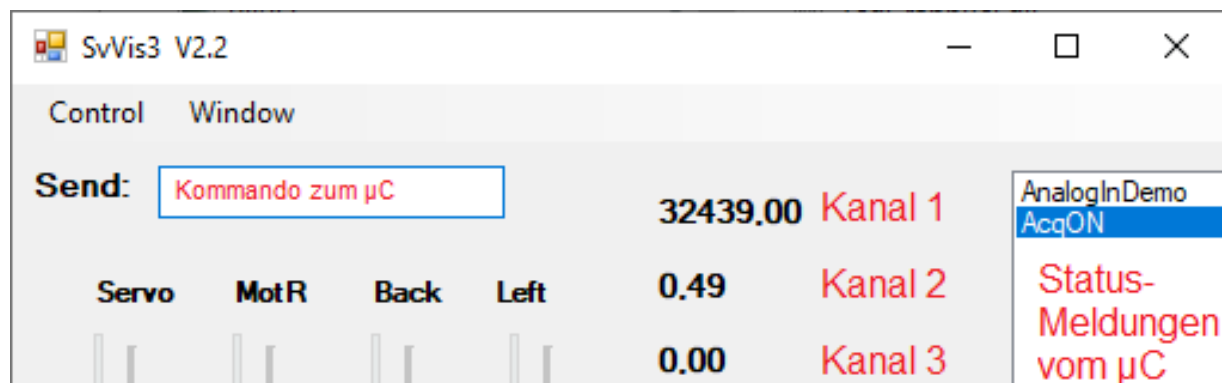 SvVis3 V2.2
Control Window
Send: Kommando zum µC
32439.00 Kanal 1
AnalogInDemo
AcqON
Servo MotR Back Left
0.49 Kanal 2
0.00 Kanal 3
Status-
Meldungen
vom µC